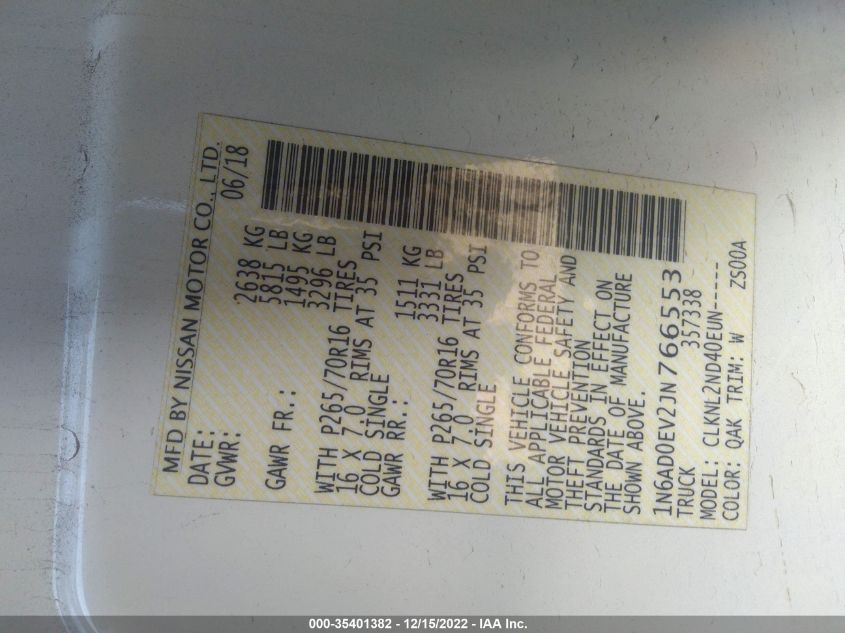 MFD BY NISSAN MOTOR CO., LTD.
DATE: 06/18
GVWR: 2638 KG
5815 LB
GAWR FR.: 1495 KG
3296 LB
WITH P265/70R16 TIRES
16 X 7.0 RIMS AT 35 PSI
COLD SINGLE
GAWR RR.: 1511 KG
3331 LB
WITH P265/70R16 TIRES
16 X 7.0 RIMS AT 35 PSI
COLD SINGLE
THIS VEHICLE CONFORMS TO
ALL APPLICABLE FEDERAL
MOTOR VEHICLE SAFETY AND
THEFT PREVENTION
STANDARDS IN EFFECT ON
THE DATE OF MANUFACTURE
SHOWN ABOVE.
1N6AD0EV2JN766553
TRUCK 357338
MODEL: CLKNL2ND40EUN-----
COLOR: QAK TRIM: W ZS00A
000-35401382 - 12/15/2022 - IAA Inc.